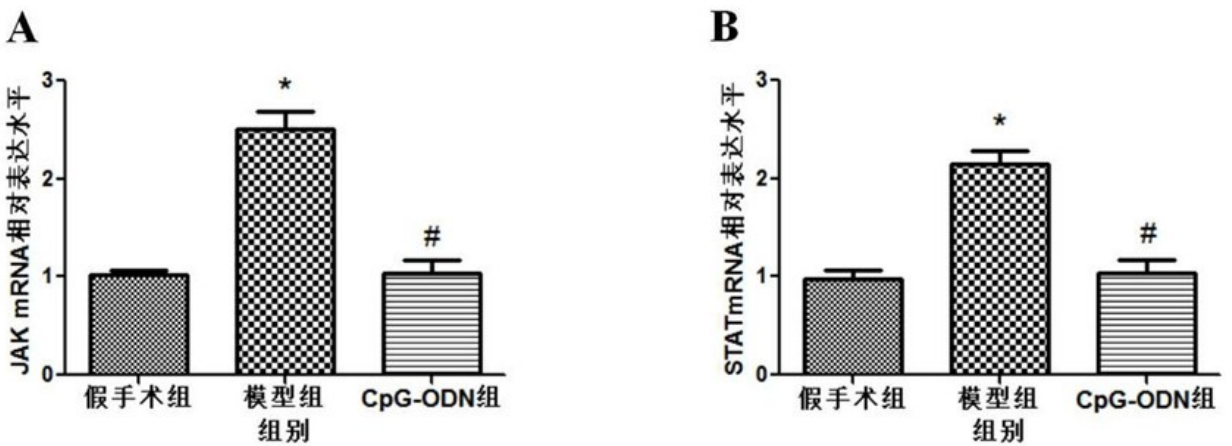 A
JAK mRNA相对表达水平
3
2
1
0
*
#
假手术组
模型组
CpG-ODN组
组别
B
STATmRNA相对表达水平
3
2
1
0
*
#
假手术组
模型组
CpG-ODN组
组别